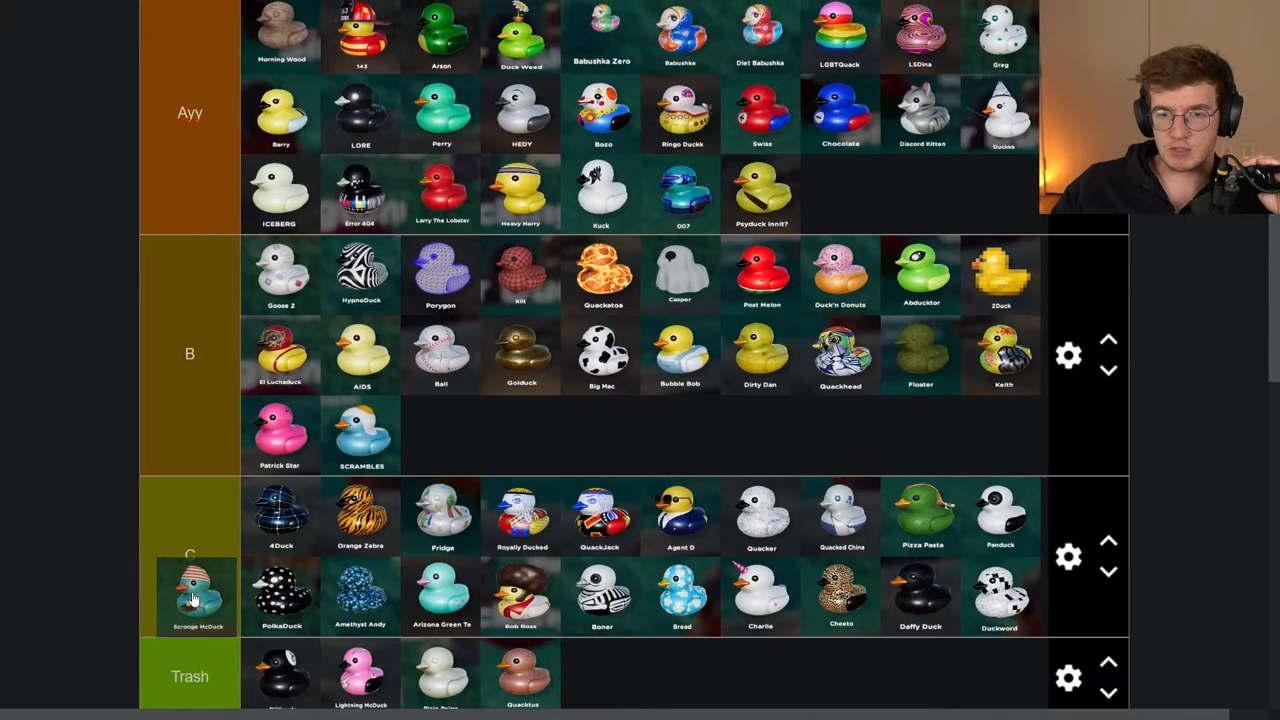 Morning Wood 143 Arson Duck Weed Babushka Zero Babushka Diet Babushka LGBTQuack LSDina Greg
Ayy
Barry LORE Perry HEDY Bozo Ringo Duckk Swiss Chocolate Discord Kitten Duckkk
ICEBERG Error 404 Larry The Lobster Heavy Harry Kuck 007 Psyduck innit?
Goose 2 HypnoDuck Porygon Kilt Quackatoa Casper Post Melon Duck'n Donuts Abducktor 2Duck
B
El Luchaduck AIDS Ball Golduck Big Mac Bubble Bob Dirty Dan Quackhead Floater Keith
Patrick Star SCRAMBLES
4Duck Orange Zebra Fridge Royally Ducked QuackJack Agent D Quacker Quacked China Pizza Pasta Panduck
C
Scrooge McDuck PolkaDuck Amethyst Andy Arizona Green Te Bob Ross Boner Bread Charlie Cheeto Daffy Duck Duckword
Trash
Lightning McDuck Quacktus